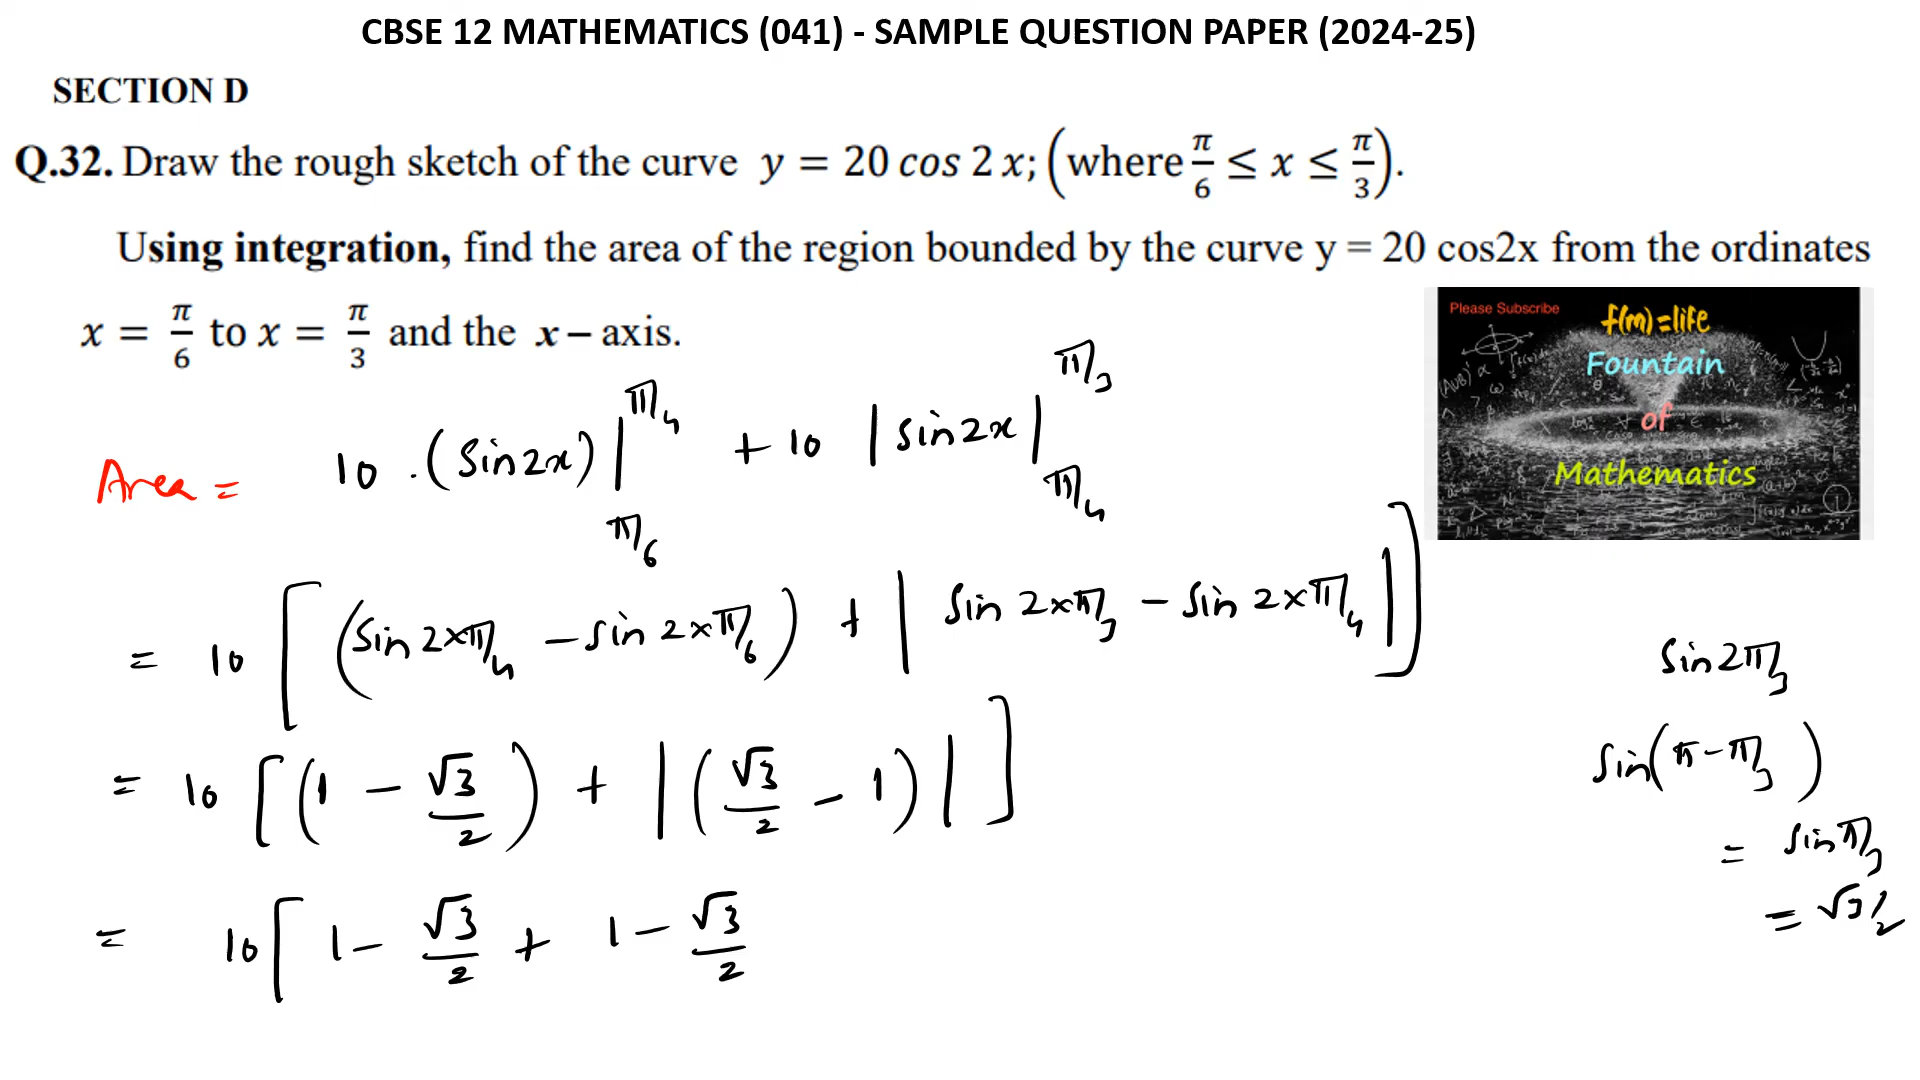 CBSE 12 MATHEMATICS (041) - SAMPLE QUESTION PAPER (2024-25)
SECTION D
Q.32. Draw the rough sketch of the curve y = 20 cos 2 x; (where π/6 ≤ x ≤ π/3).
Using integration, find the area of the region bounded by the curve y = 20 cos2x from the ordinates
x = π/6 to x = π/3 and the x – axis.
Please Subscribe
f(m)=life
Fountain
of
Mathematics
Area = 10 . (Sin2x) |_{π/6}^{π/4} + 10 | sin2x |_{π/4}^{π/3}
= 10 [ (Sin 2×π/4 – sin 2×π/6) + | sin 2×π/3 – sin 2×π/4 | ]
= 10 [ (1 – √3/2) + | (√3/2 – 1) | ]
= 10 [ 1 – √3/2 + 1 – √3/2
Sin 2π/3
Sin(π – π/3)
= Sin π/3
= √3/2